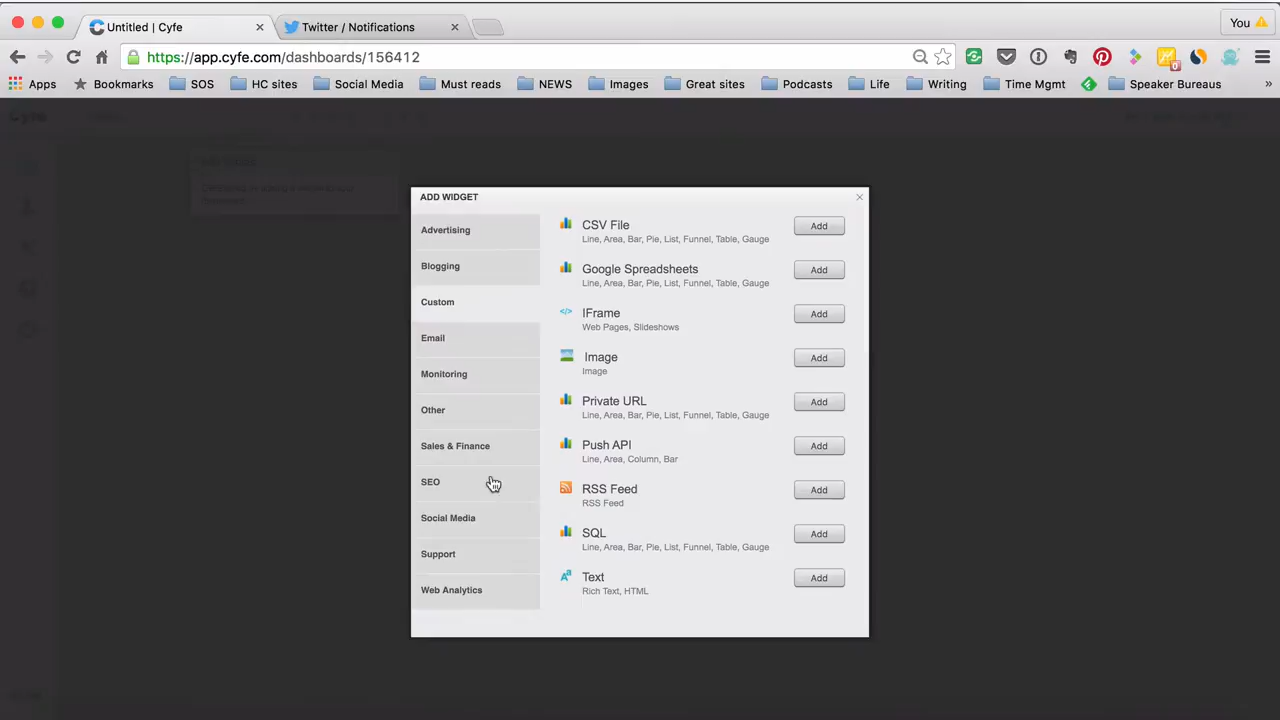 Untitled | Cyfe
Twitter / Notifications
You
https://app.cyfe.com/dashboards/156412
0
Apps
Bookmarks
SOS
HC sites
Social Media
Must reads
NEWS
Images
Great sites
Podcasts
Life
Writing
Time Mgmt
Speaker Bureaus
»
Cyfe
ADD WIDGET
Advertising
Blogging
Custom
Email
Monitoring
Other
Sales & Finance
SEO
Social Media
Support
Web Analytics
CSV File
Line, Area, Bar, Pie, List, Funnel, Table, Gauge
Add
Google Spreadsheets
Line, Area, Bar, Pie, List, Funnel, Table, Gauge
Add
IFrame
Web Pages, Slideshows
Add
Image
Image
Add
Private URL
Line, Area, Bar, Pie, List, Funnel, Table, Gauge
Add
Push API
Line, Area, Column, Bar
Add
RSS Feed
RSS Feed
Add
SQL
Line, Area, Bar, Pie, List, Funnel, Table, Gauge
Add
Text
Rich Text, HTML
Add